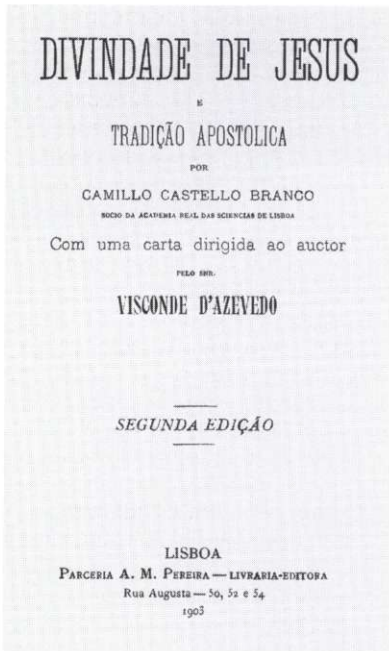 DIVINDADE DE JESUS
E
TRADIÇÃO APOSTOLICA
POR
CAMILLO CASTELLO BRANCO
SOCIO DA ACADEMIA REAL DAS SCIENCIAS DE LISBOA
Com uma carta dirigida ao auctor
PELO SNR.
VISCONDE D'AZEVEDO
SEGUNDA EDIÇÃO
LISBOA
PARCERIA A. M. PEREIRA — LIVRARIA-EDITORA
Rua Augusta — 50, 52 e 54
1903